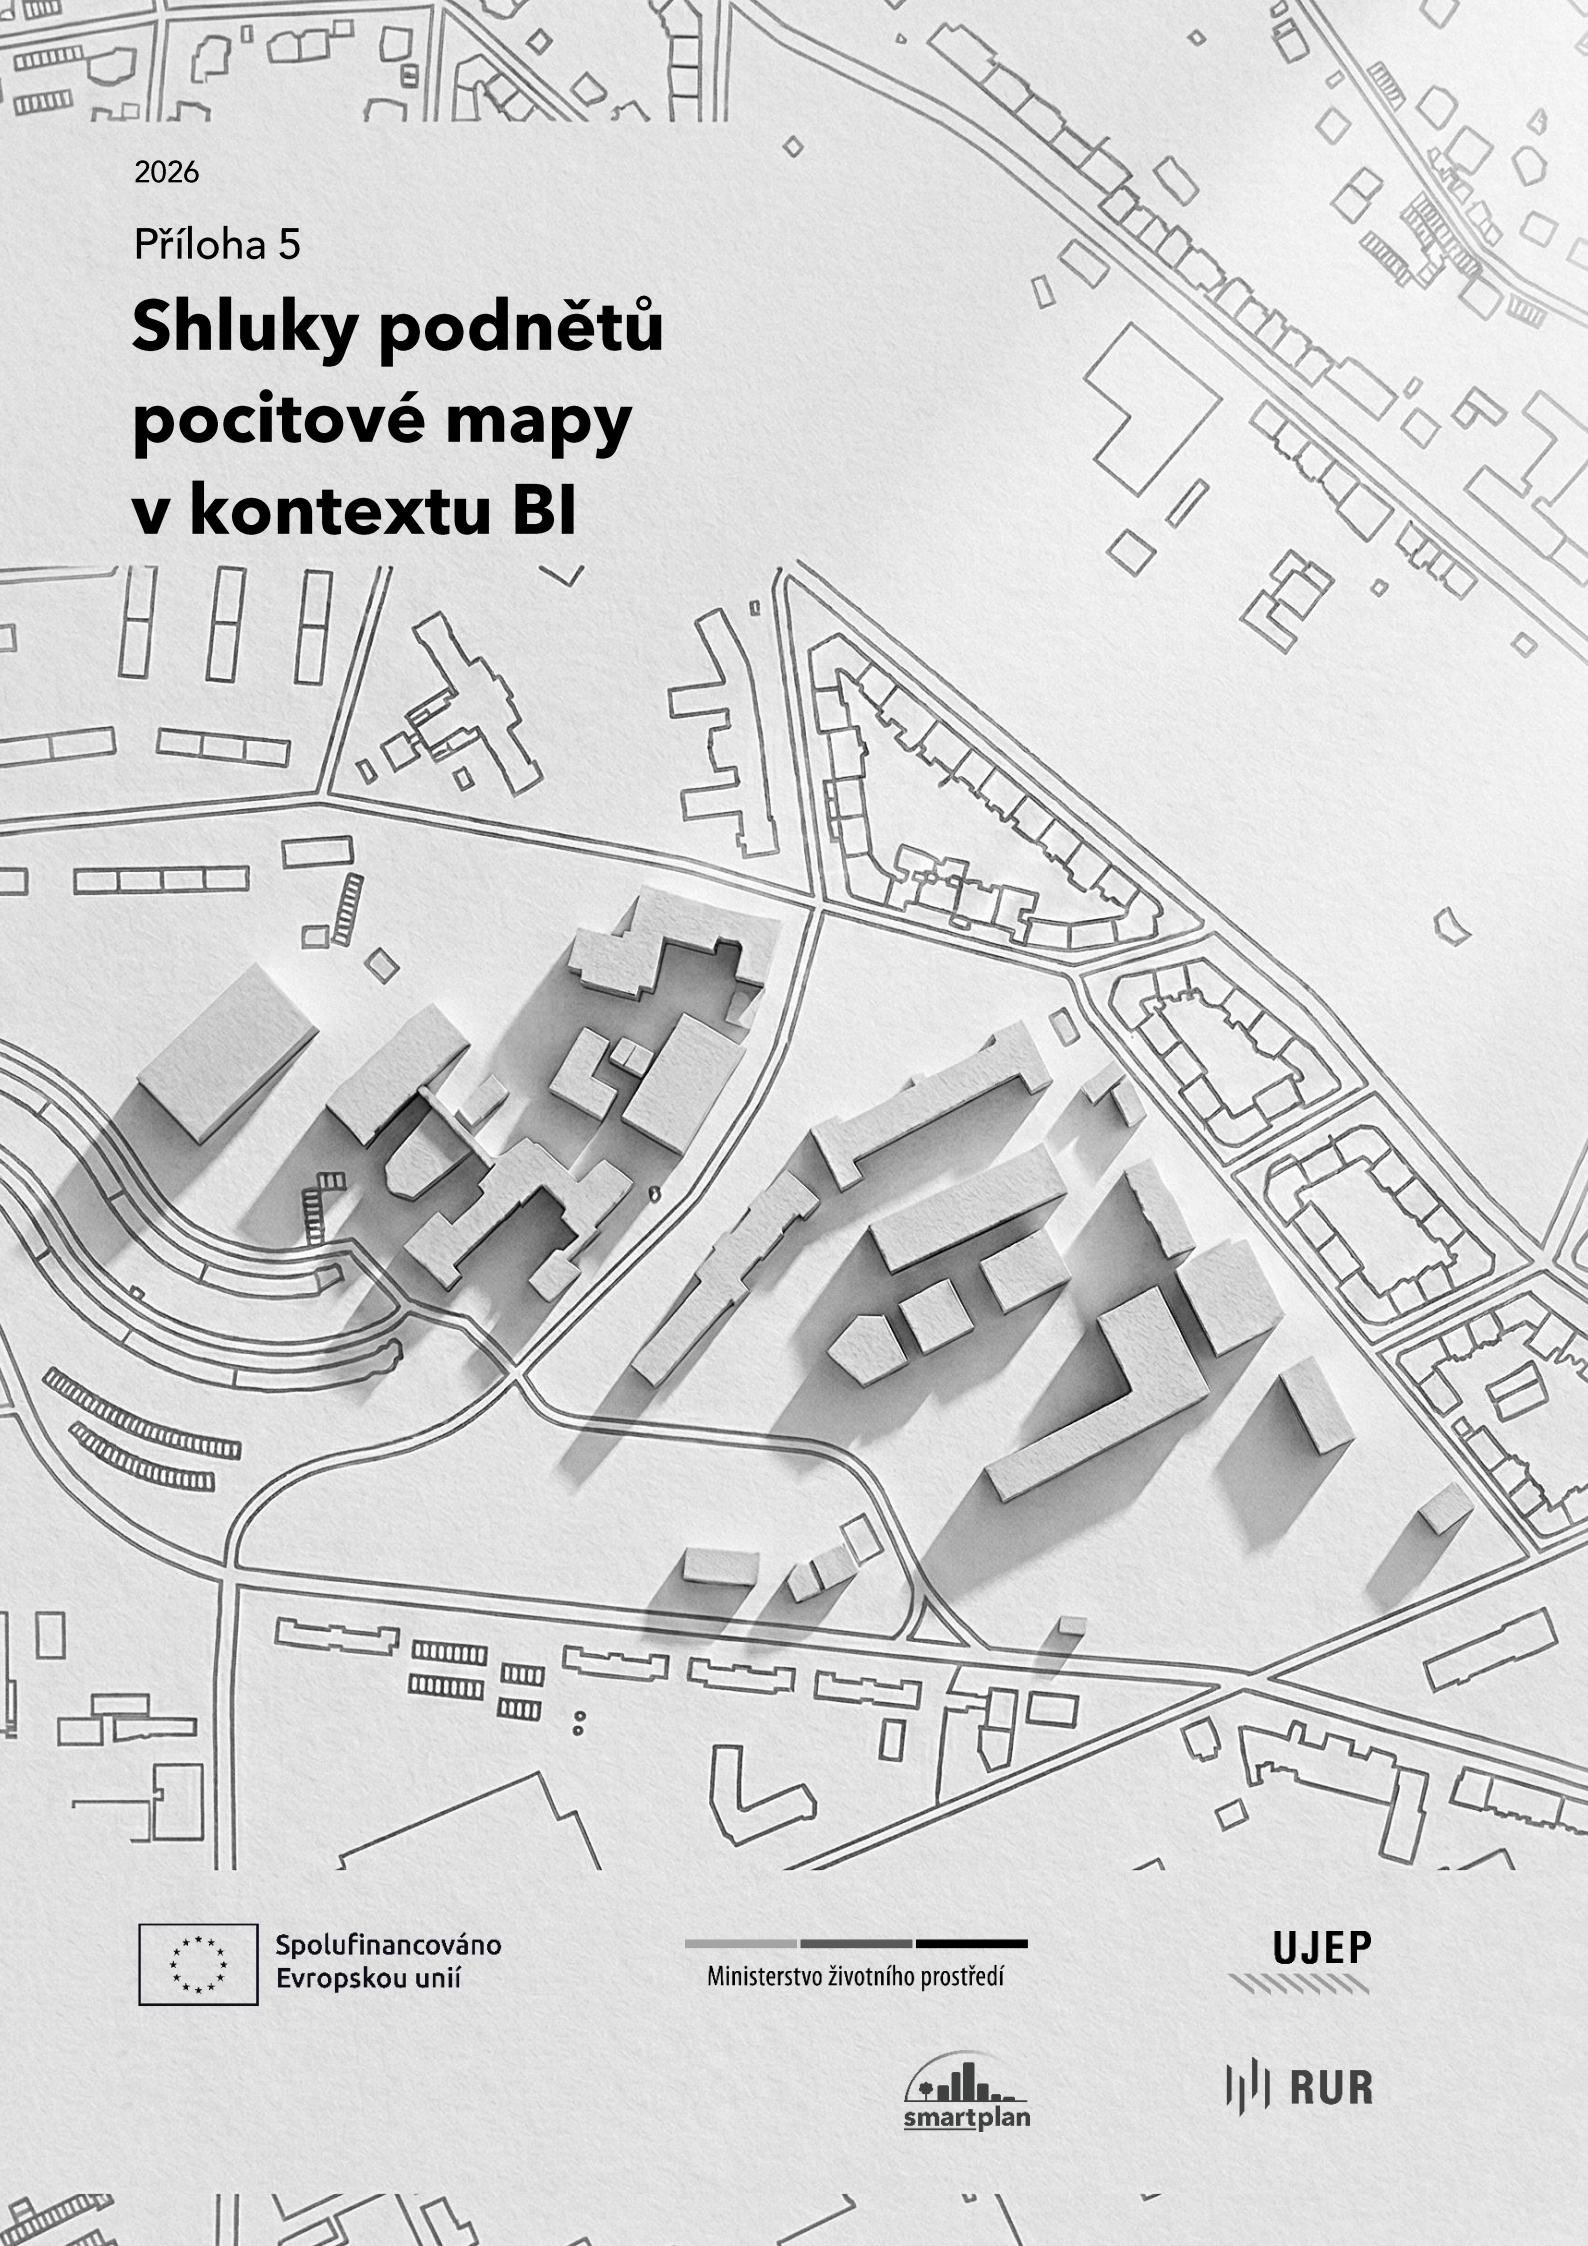 2026
Příloha 5
Shluky podnětů
pocitové mapy
v kontextu BI
Spolufinancováno
Evropskou unií
Ministerstvo životního prostředí
UJEP
smartplan
RUR